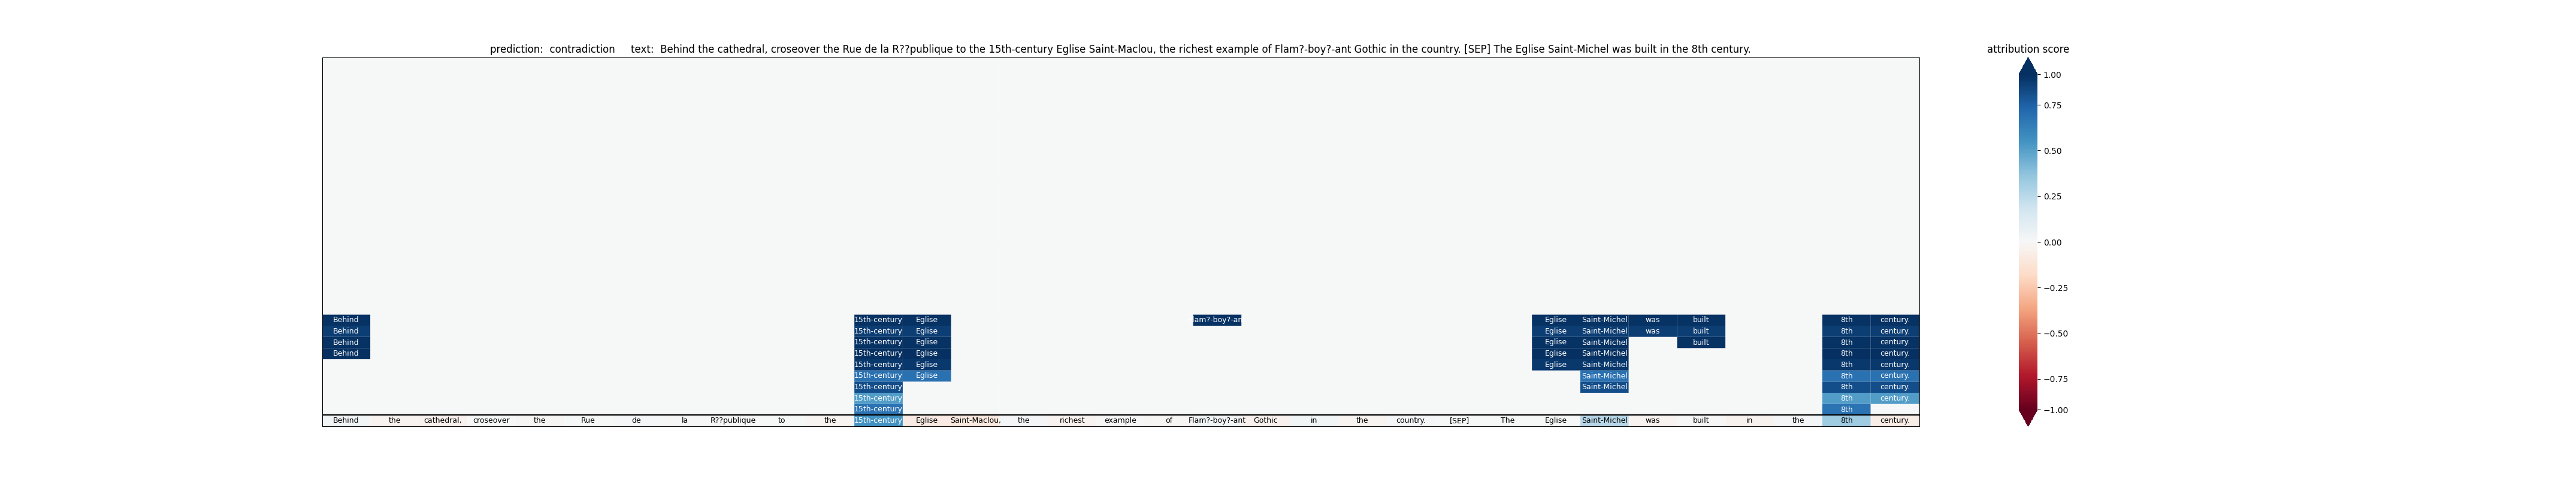 prediction:  contradiction     text:  Behind the cathedral, croseover the Rue de la R??publique to the 15th-century Eglise Saint-Maclou, the richest example of Flam?-boy?-ant Gothic in the country. [SEP] The Eglise Saint-Michel was built in the 8th century.
attribution score
1.00
0.75
0.50
0.25
0.00
−0.25
−0.50
−0.75
−1.00
Behind 15th-century Eglise lam?-boy?-an Eglise Saint-Michel was built 8th century.
Behind 15th-century Eglise Eglise Saint-Michel was built 8th century.
Behind 15th-century Eglise Eglise Saint-Michel built 8th century.
Behind 15th-century Eglise Eglise Saint-Michel 8th century.
15th-century Eglise Eglise Saint-Michel 8th century.
15th-century Eglise Saint-Michel 8th century.
15th-century Saint-Michel 8th century.
15th-century 8th century.
15th-century 8th
Behind the cathedral, croseover the Rue de la R??publique to the 15th-century Eglise Saint-Maclou, the richest example of Flam?-boy?-ant Gothic in the country. [SEP] The Eglise Saint-Michel was built in the 8th century.